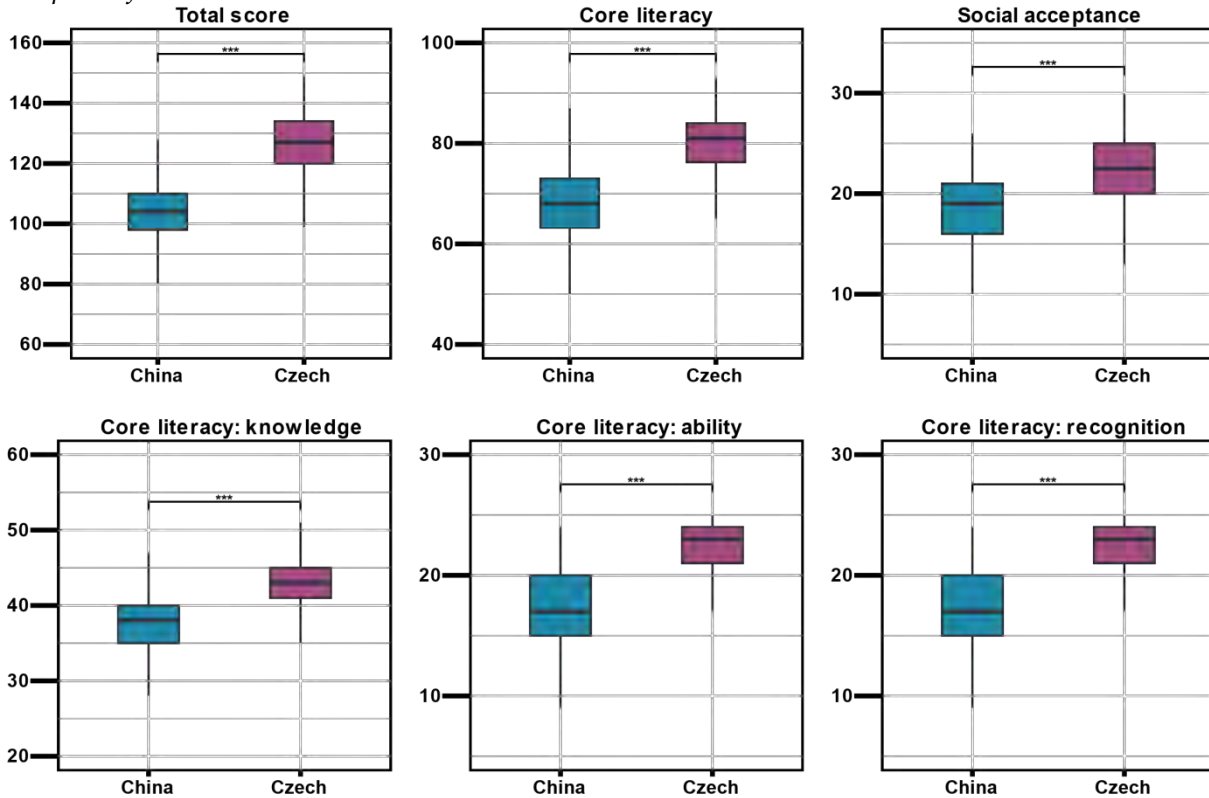 Total score
Core literacy
Social acceptance
160
140
120
100
80
60
***
China
Czech
100
80
60
40
***
China
Czech
30
20
10
***
China
Czech
Core literacy: knowledge
Core literacy: ability
Core literacy: recognition
60
50
40
30
20
***
China
Czech
30
20
10
***
China
Czech
30
20
10
***
China
Czech